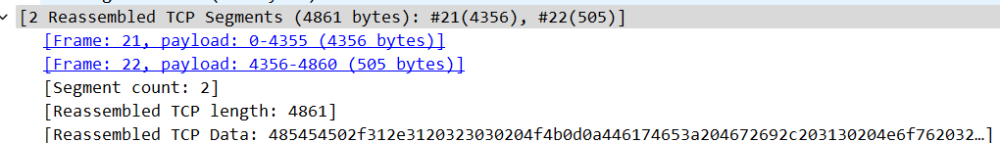 [2 Reassembled TCP Segments (4861 bytes): #21(4356), #22(505)]
[Frame: 21, payload: 0-4355 (4356 bytes)]
[Frame: 22, payload: 4356-4860 (505 bytes)]
[Segment count: 2]
[Reassembled TCP length: 4861]
[Reassembled TCP Data: 485454502f312e3120323030204f4b0d0a446174653a204672692c203130204e6f762032…]